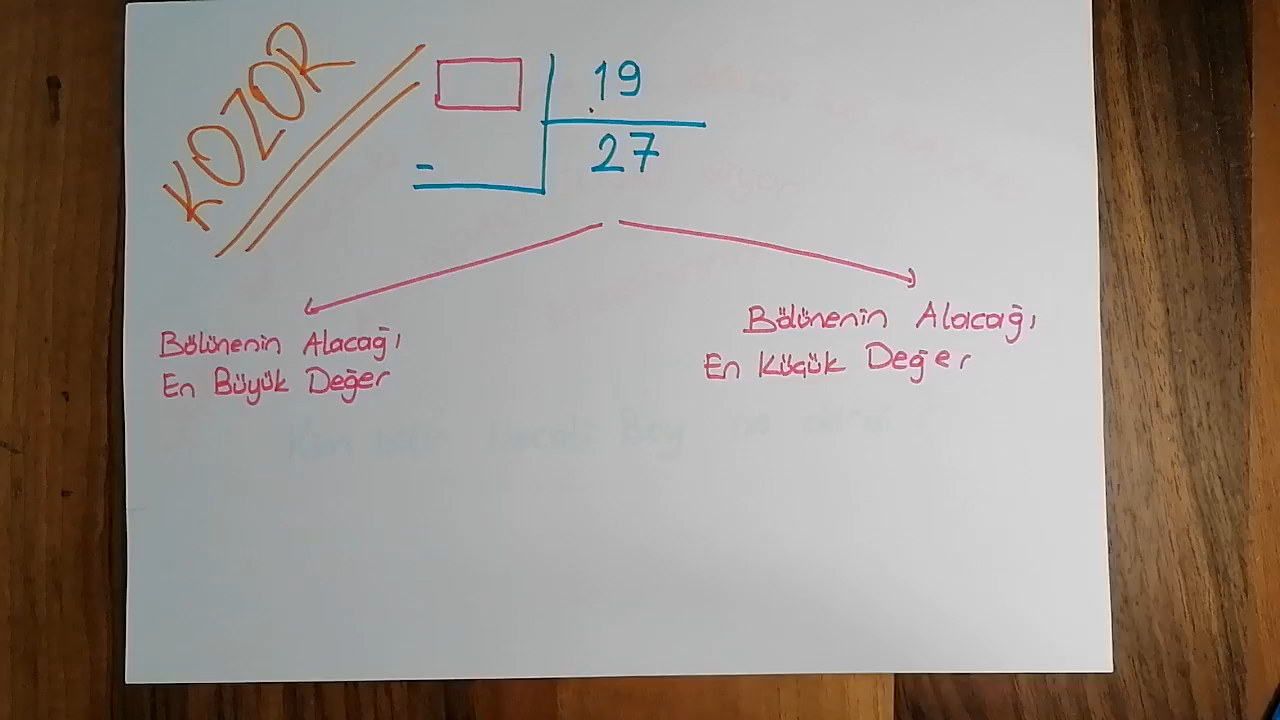 KOZOR
19
27
-
Bölünenin Alacağı
En Büyük Değer
Bölünenin Alacağı
En Küçük Değer